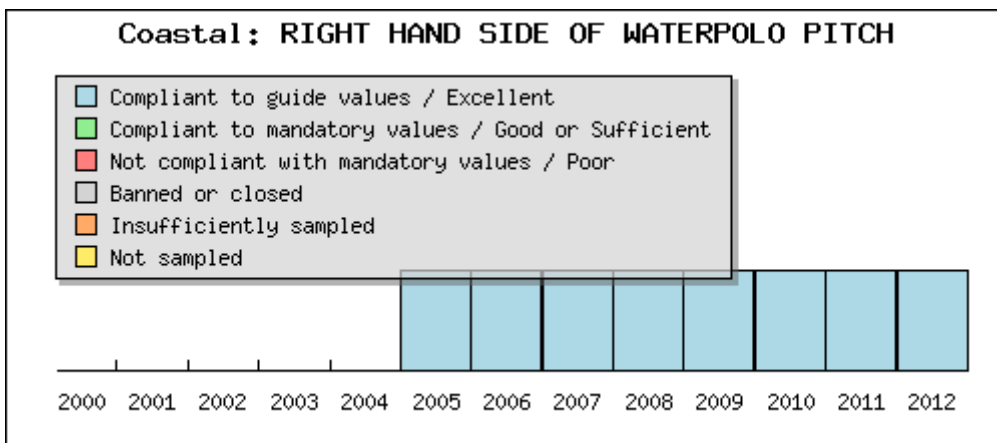 Coastal: RIGHT HAND SIDE OF WATERPOLO PITCH
Compliant to guide values / Excellent
Compliant to mandatory values / Good or Sufficient
Not compliant with mandatory values / Poor
Banned or closed
Insufficiently sampled
Not sampled
2000 2001 2002 2003 2004 2005 2006 2007 2008 2009 2010 2011 2012